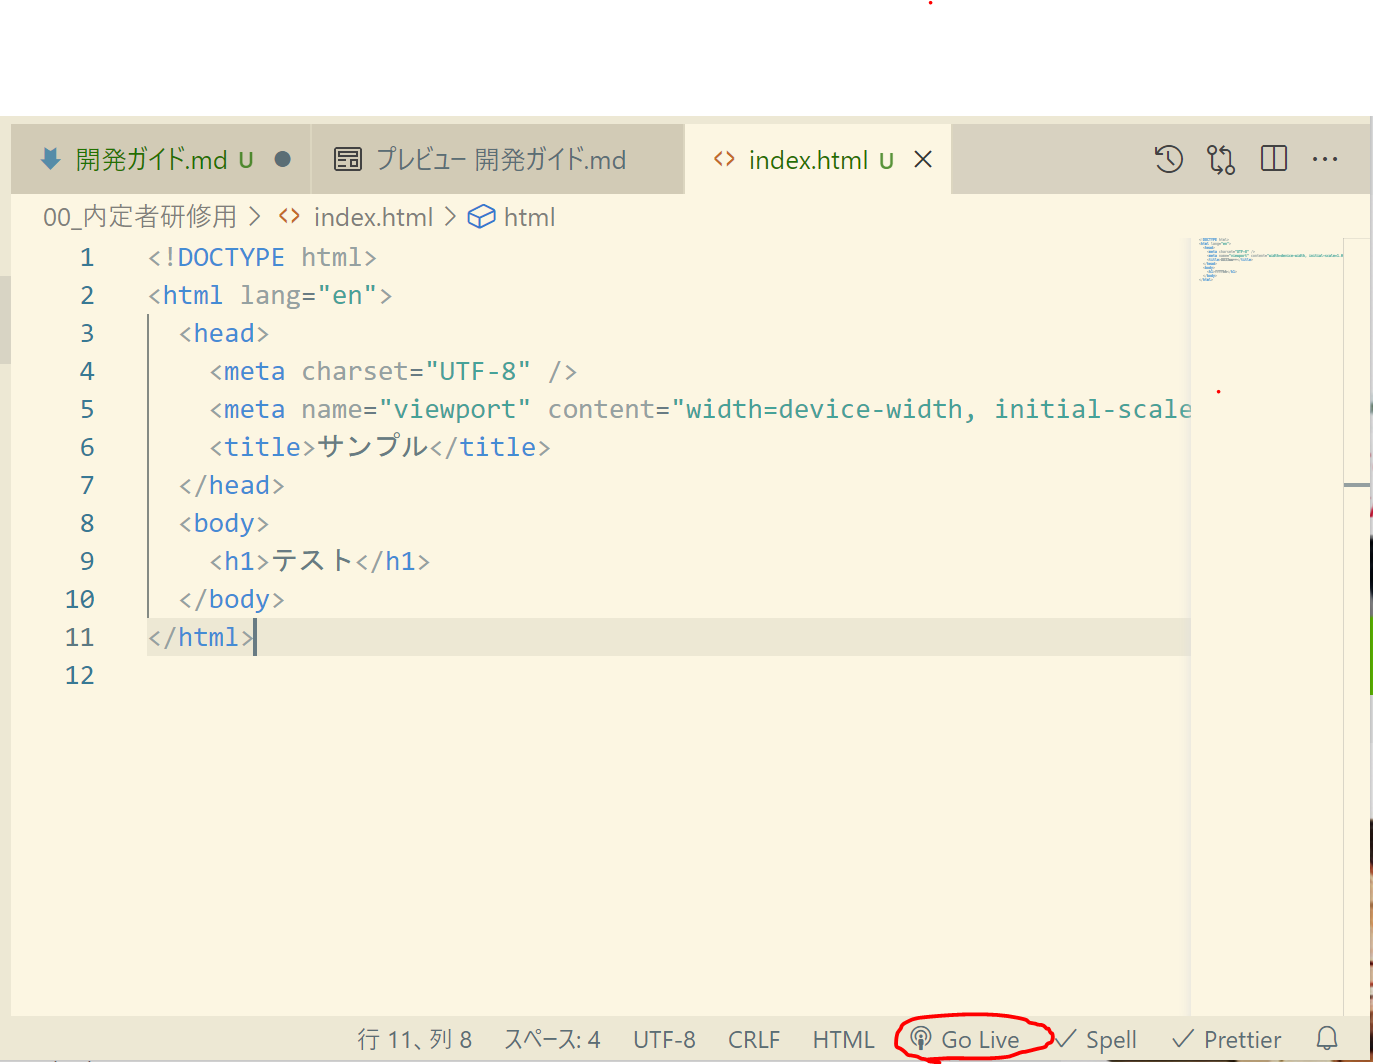 開発ガイド.md U
プレビュー 開発ガイド.md
index.html U
00_内定者研修用 > index.html > html
1 <!DOCTYPE html>
2 <html lang="en">
3 <head>
4 <meta charset="UTF-8" />
5 <meta name="viewport" content="width=device-width, initial-scale
6 <title>サンプル</title>
7 </head>
8 <body>
9 <h1>テスト</h1>
10 </body>
11 </html>
12
行 11、列 8 スペース: 4 UTF-8 CRLF HTML Go Live Spell Prettier